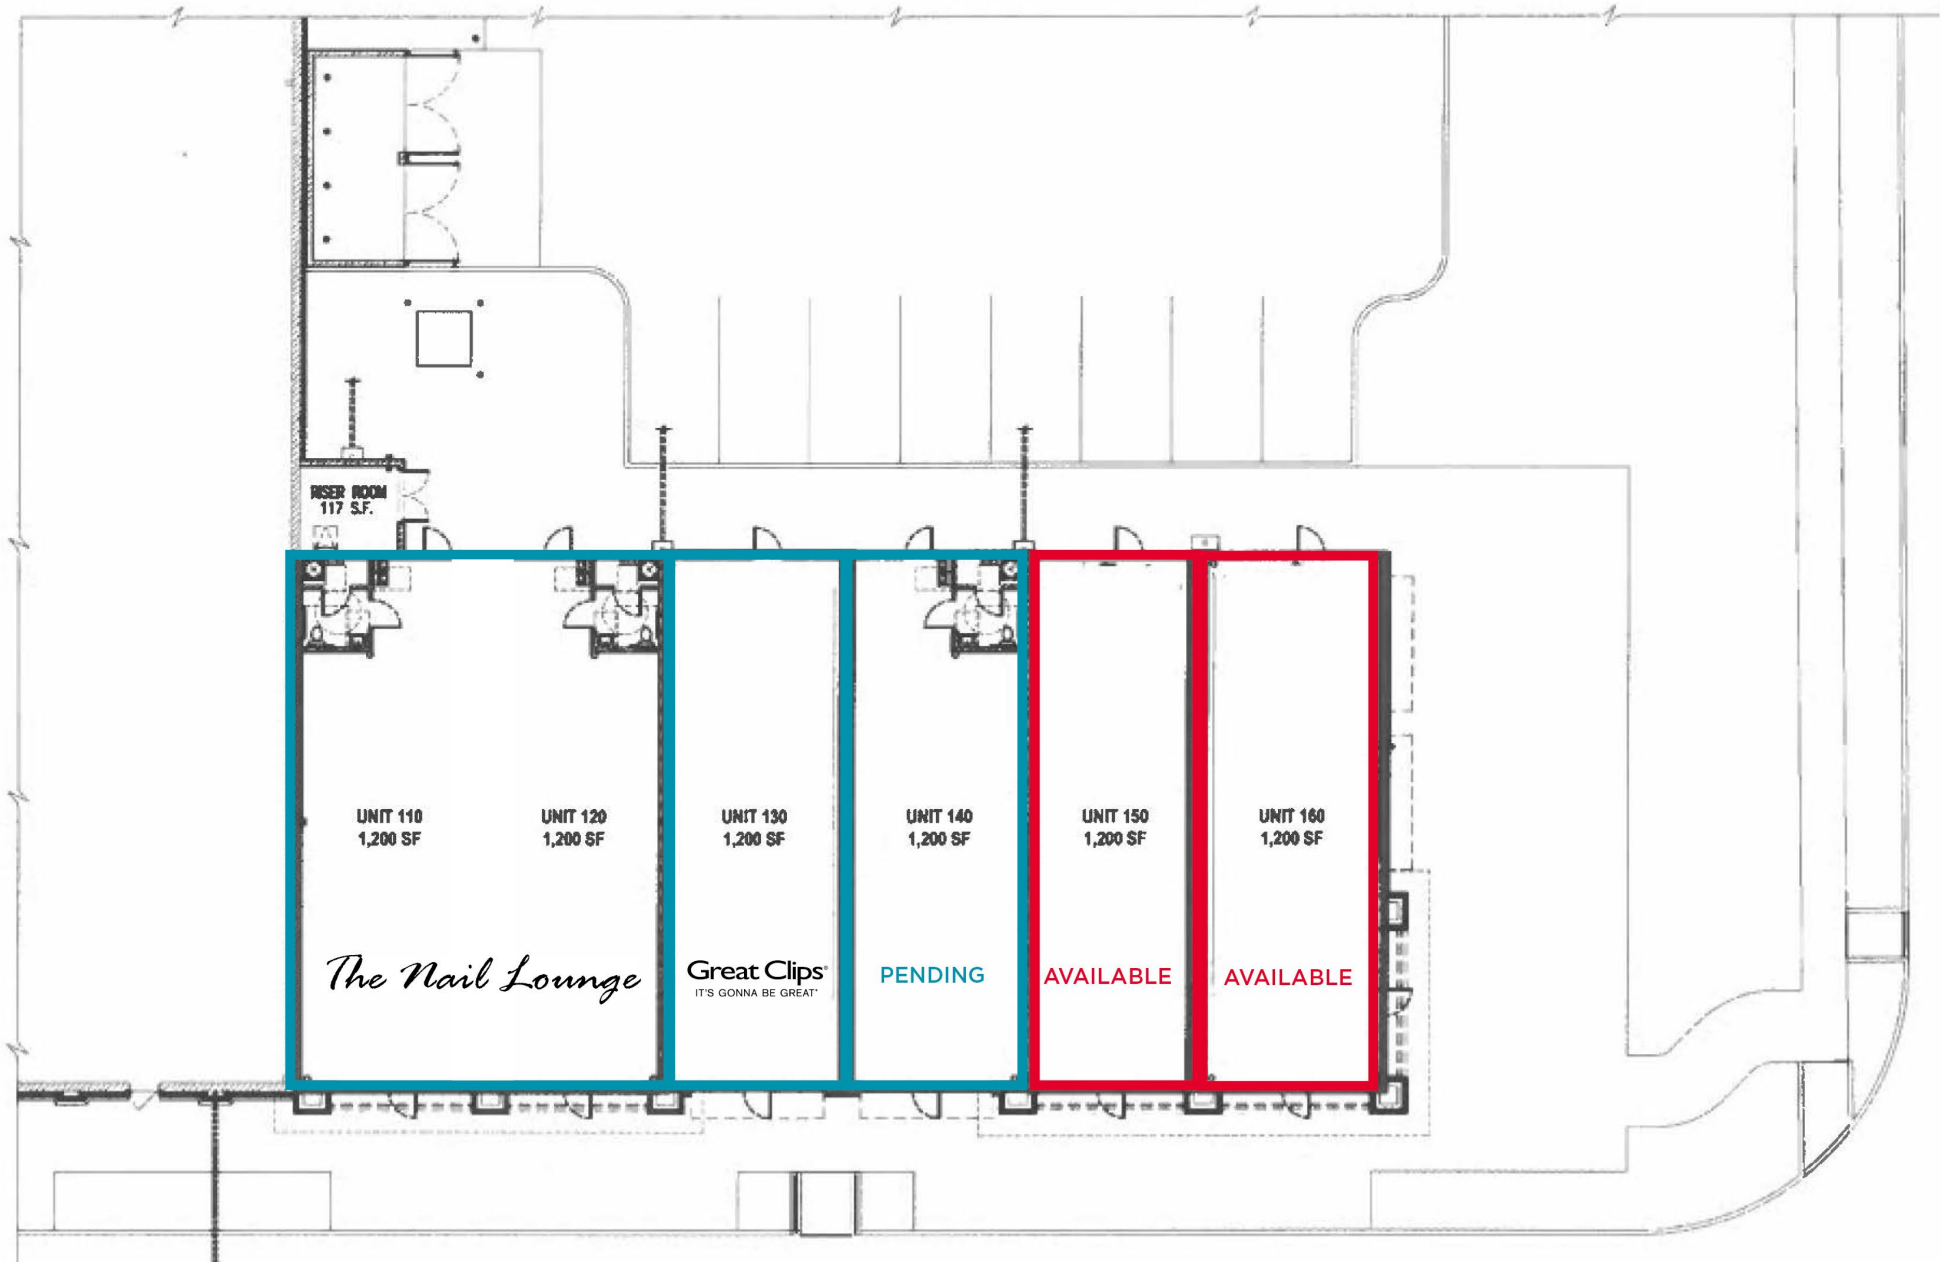 RISER ROOM
117 S.F.
UNIT 110
1,200 SF
UNIT 120
1,200 SF
UNIT 130
1,200 SF
UNIT 140
1,200 SF
UNIT 150
1,200 SF
UNIT 160
1,200 SF
The Nail Lounge
Great Clips®
IT'S GONNA BE GREAT®
PENDING
AVAILABLE
AVAILABLE